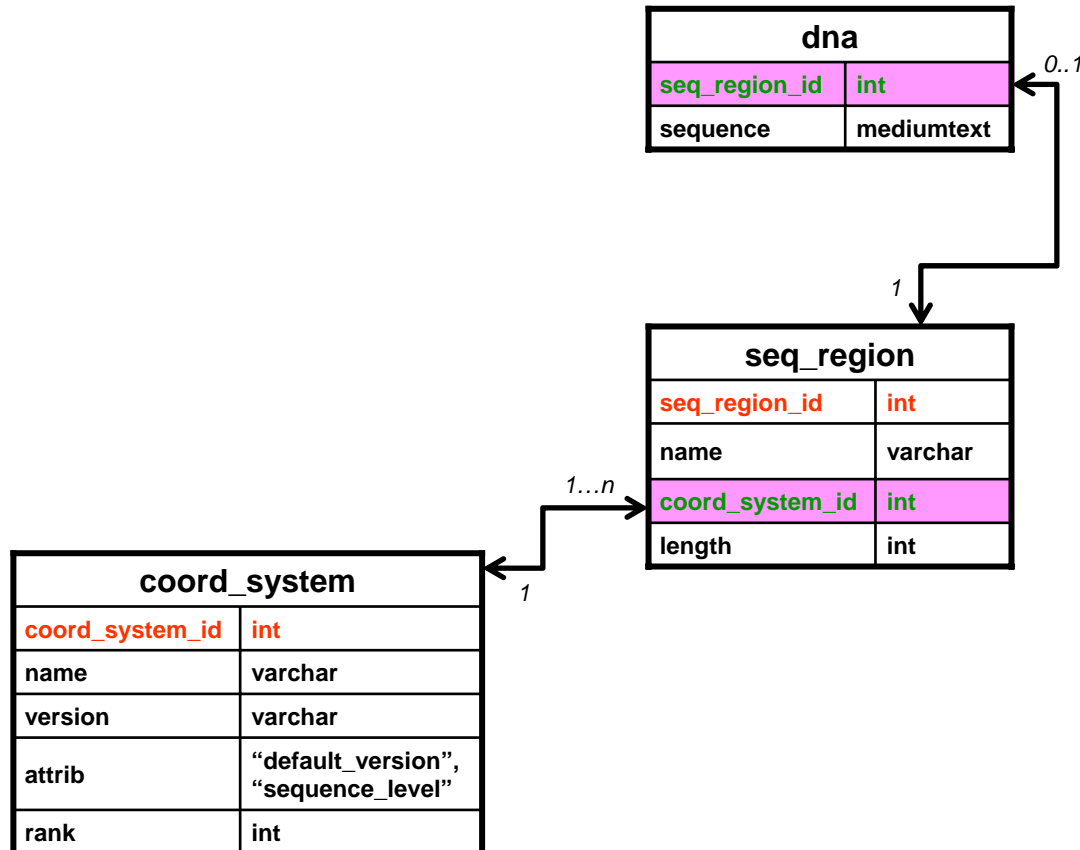 dna
0..1
seq_region_id int
sequence mediumtext
1
seq_region
seq_region_id int
name varchar
1…n
coord_system_id int
length int
1
coord_system
coord_system_id int
name varchar
version varchar
attrib “default_version”,
“sequence_level”
rank int